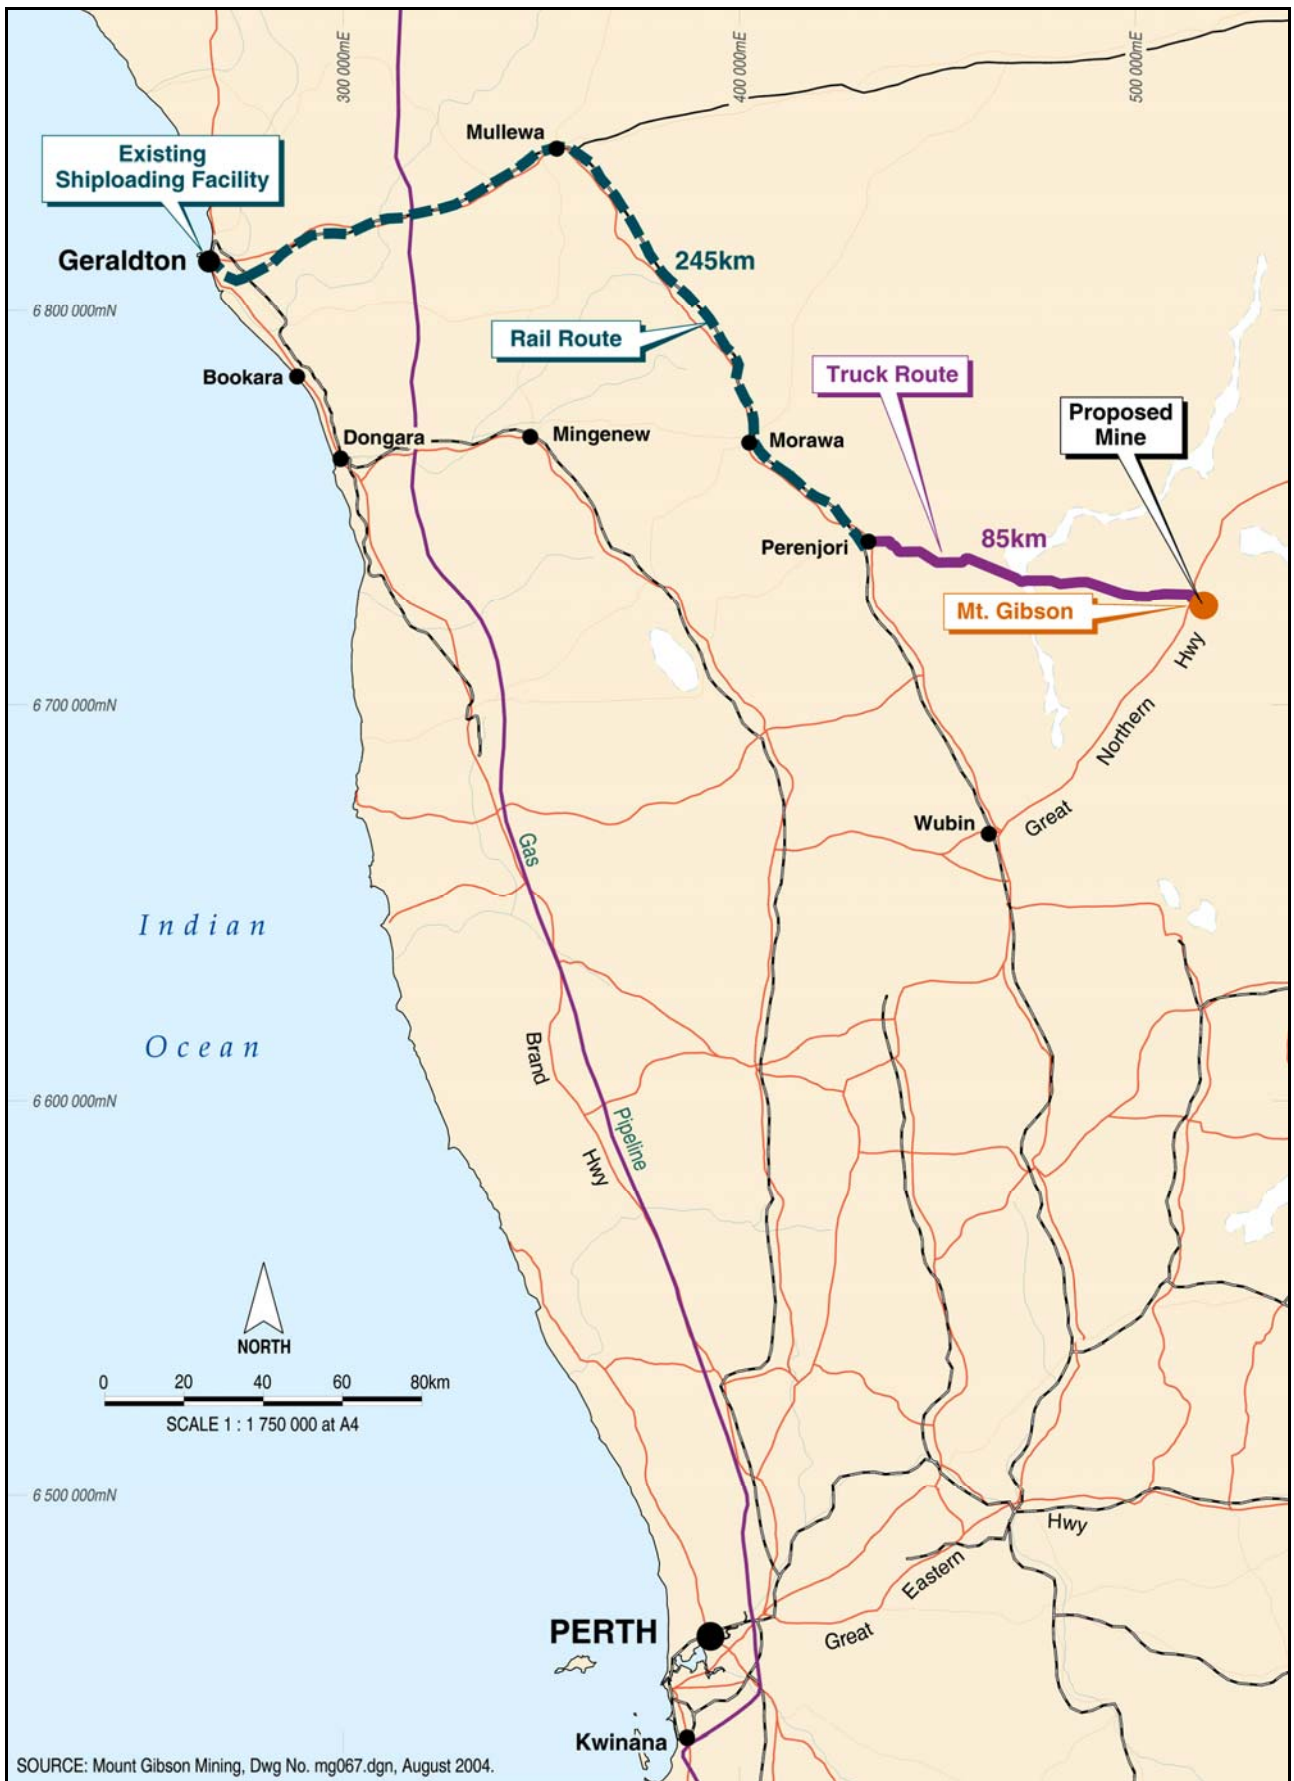 300 000mE
400 000mE
500 000mE
Mullewa
Existing
Shiploading Facility
Geraldton
245km
6 800 000mN
Rail Route
Bookara
Truck Route
Proposed
Mine
Dongara
Mingenew
Morawa
Perenjori
85km
Mt. Gibson
Hwy
Northern
Great
6 700 000mN
Wubin
Gas
Indian
Ocean
Brand
Hwy
Pipeline
6 600 000mN
NORTH
0 20 40 60 80km
SCALE 1 : 1 750 000 at A4
6 500 000mN
Hwy
Eastern
Great
PERTH
Kwinana
SOURCE: Mount Gibson Mining, Dwg No. mg067.dgn, August 2004.